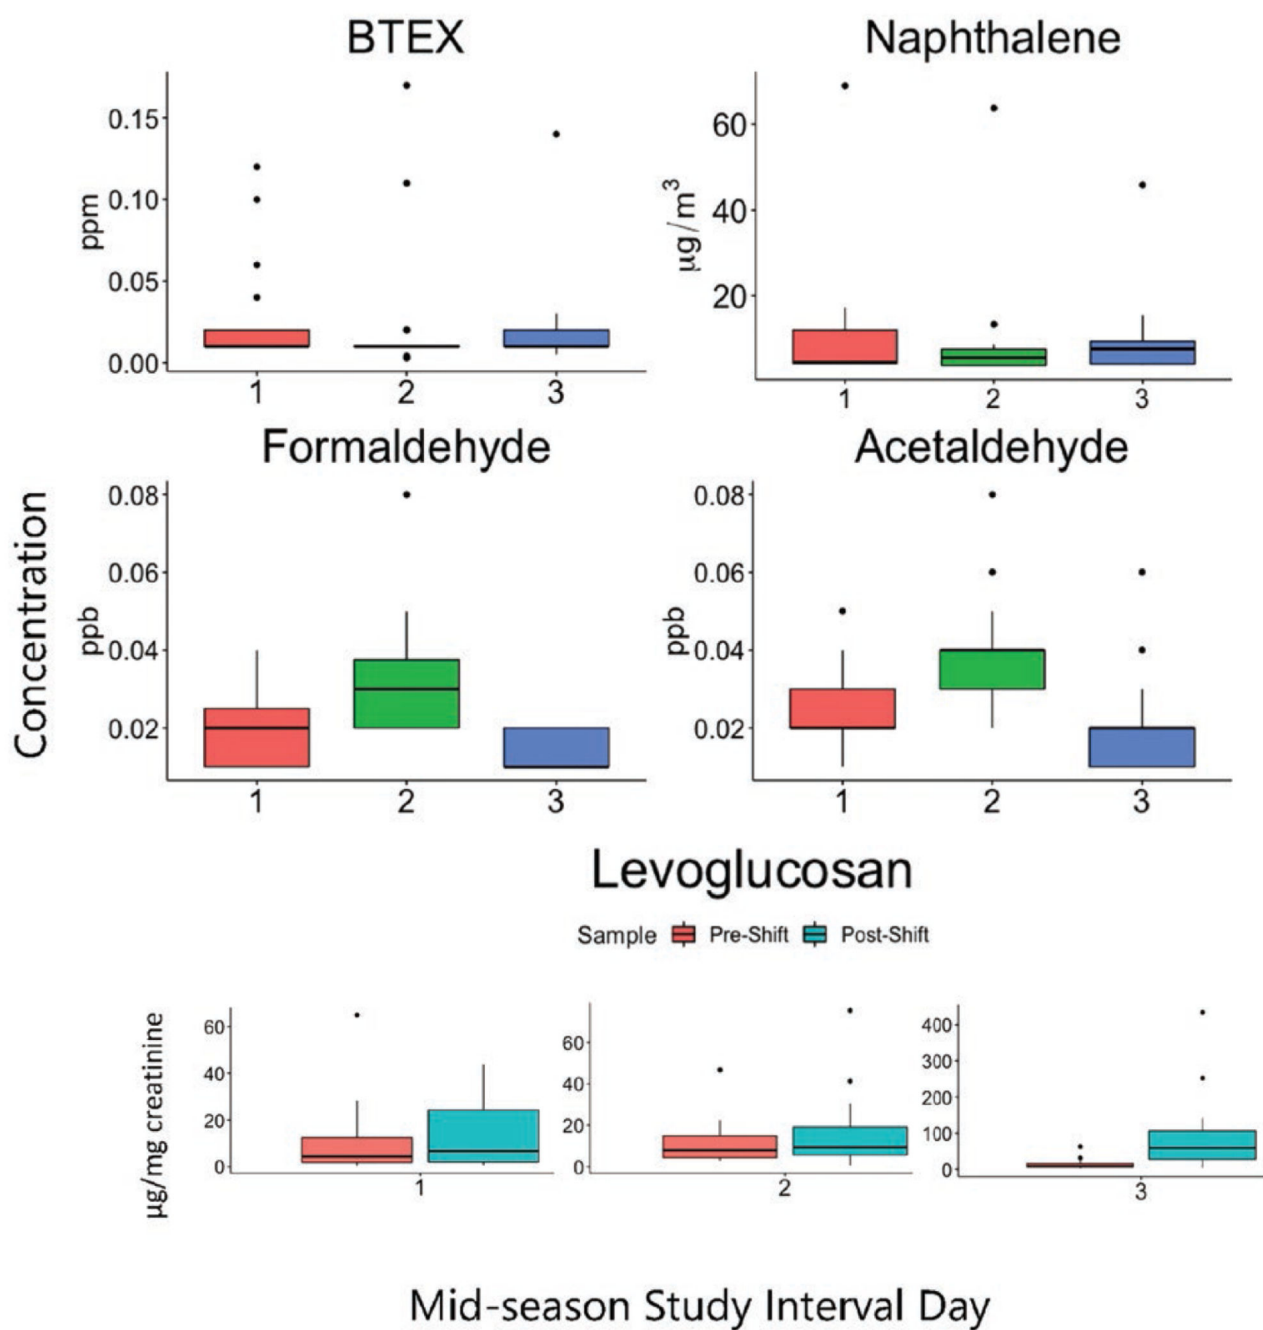 BTEX
Naphthalene
ppm
0.15
0.10
0.05
0.00
1 2 3
μg/m³
60
40
20
1 2 3
Concentration
Formaldehyde
Acetaldehyde
ppb
0.08
0.06
0.04
0.02
1 2 3
ppb
0.08
0.06
0.04
0.02
1 2 3
Levoglucosan
Sample Pre-Shift Post-Shift
μg/mg creatinine
60
40
20
0
1
60
40
20
0
2
400
300
200
100
0
3
Mid-season Study Interval Day